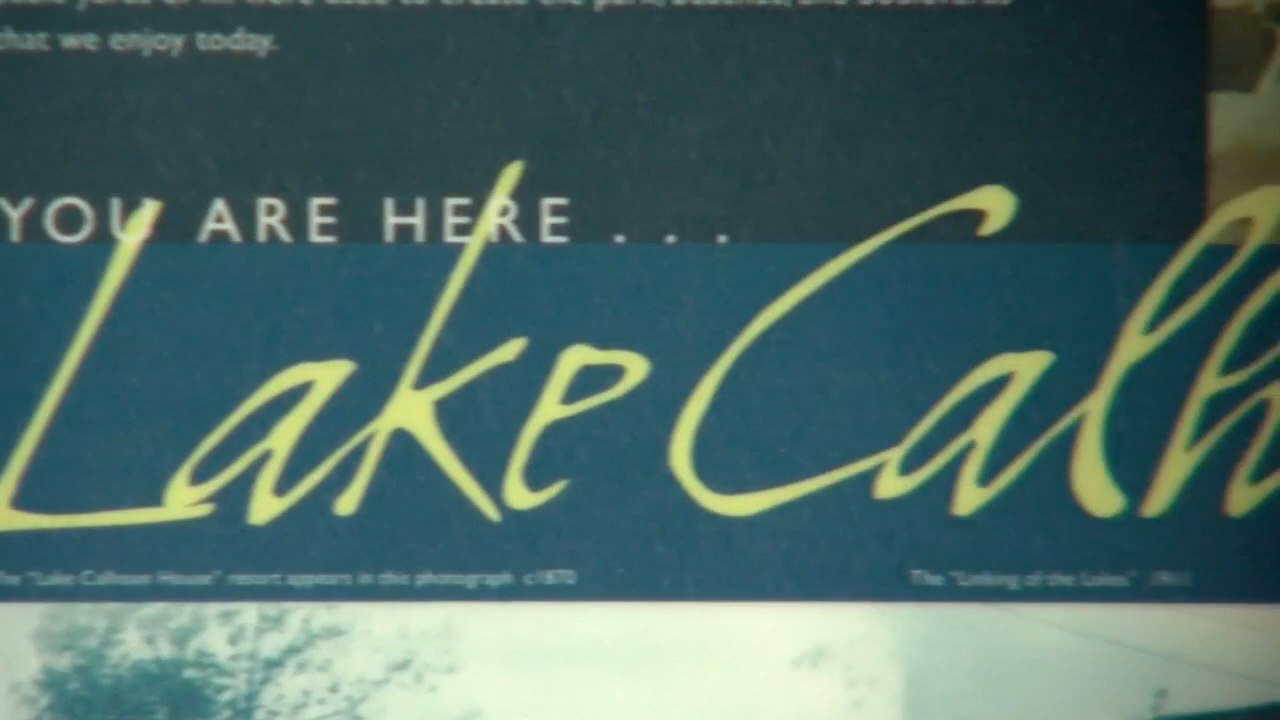 that we enjoy today.
YOU ARE HERE . . .
Lake Calh
The "Lake Calhoun House" resort appears in this photograph c1870
The "Linking of the Lakes" 1911